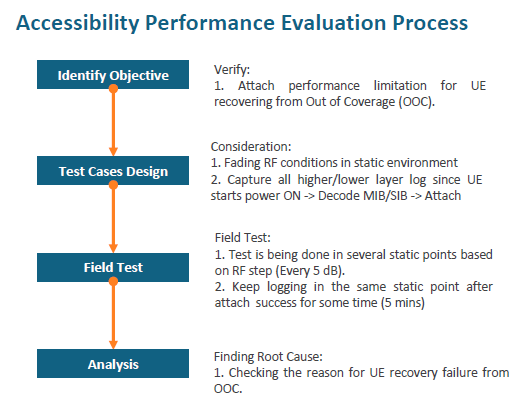 Accessibility Performance Evaluation Process
Identify Objective
Verify:
1. Attach performance limitation for UE
recovering from Out of Coverage (OOC).
Test Cases Design
Consideration:
1. Fading RF conditions in static environment
2. Capture all higher/lower layer log since UE
starts power ON -> Decode MIB/SIB -> Attach
Field Test
Field Test:
1. Test is being done in several static points based
on RF step (Every 5 dB).
2. Keep logging in the same static point after
attach success for some time (5 mins)
Analysis
Finding Root Cause:
1. Checking the reason for UE recovery failure from
OOC.